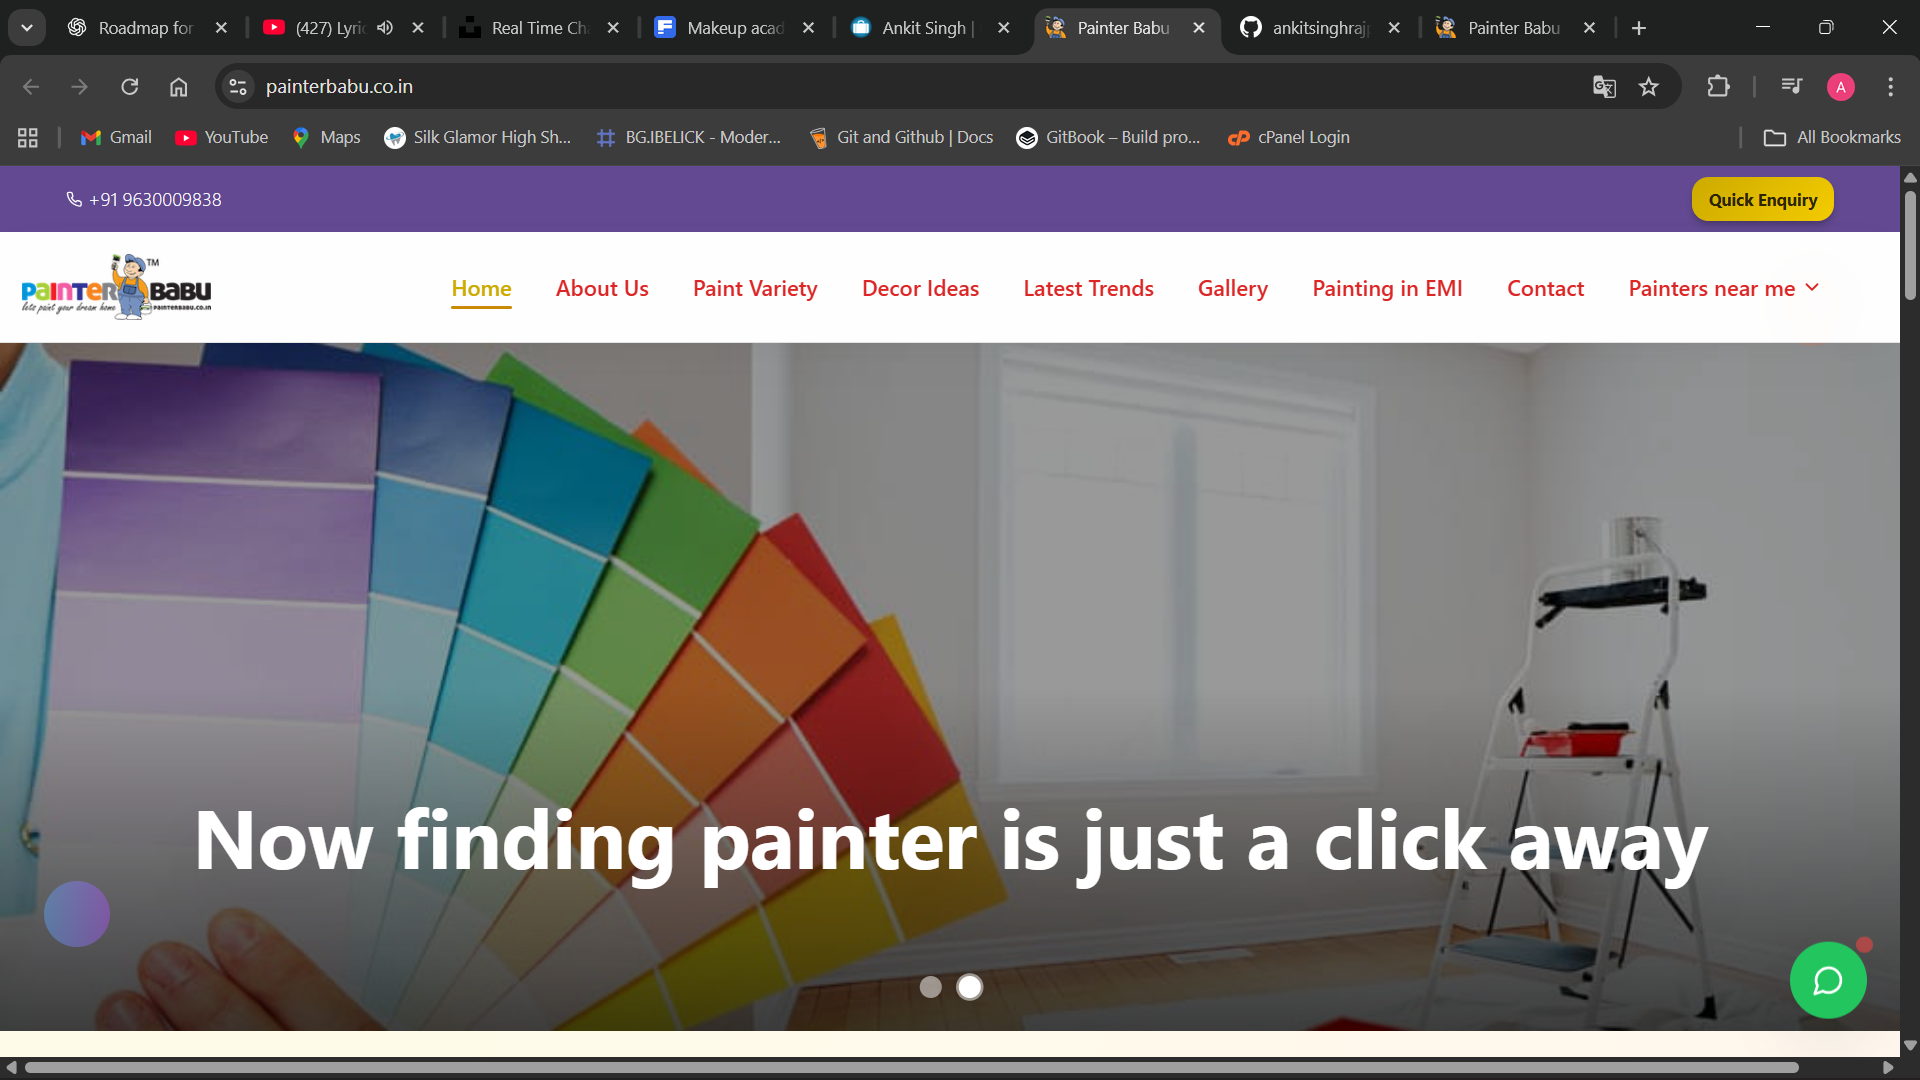 Roadmap for
(427) Lyric
Real Time Ch
Makeup acad
Ankit Singh |
Painter Babu
ankitsinghraj
Painter Babu
painterbabu.co.in
A
Gmail
YouTube
Maps
Silk Glamor High Sh...
BG.IBELICK - Moder...
Git and Github | Docs
GitBook – Build pro...
cPanel Login
All Bookmarks
+91 9630009838
Quick Enquiry
PAINTER BABU TM
lets paint your dream home
PAINTERBABU.CO.IN
Home
About Us
Paint Variety
Decor Ideas
Latest Trends
Gallery
Painting in EMI
Contact
Painters near me
Now finding painter is just a click away